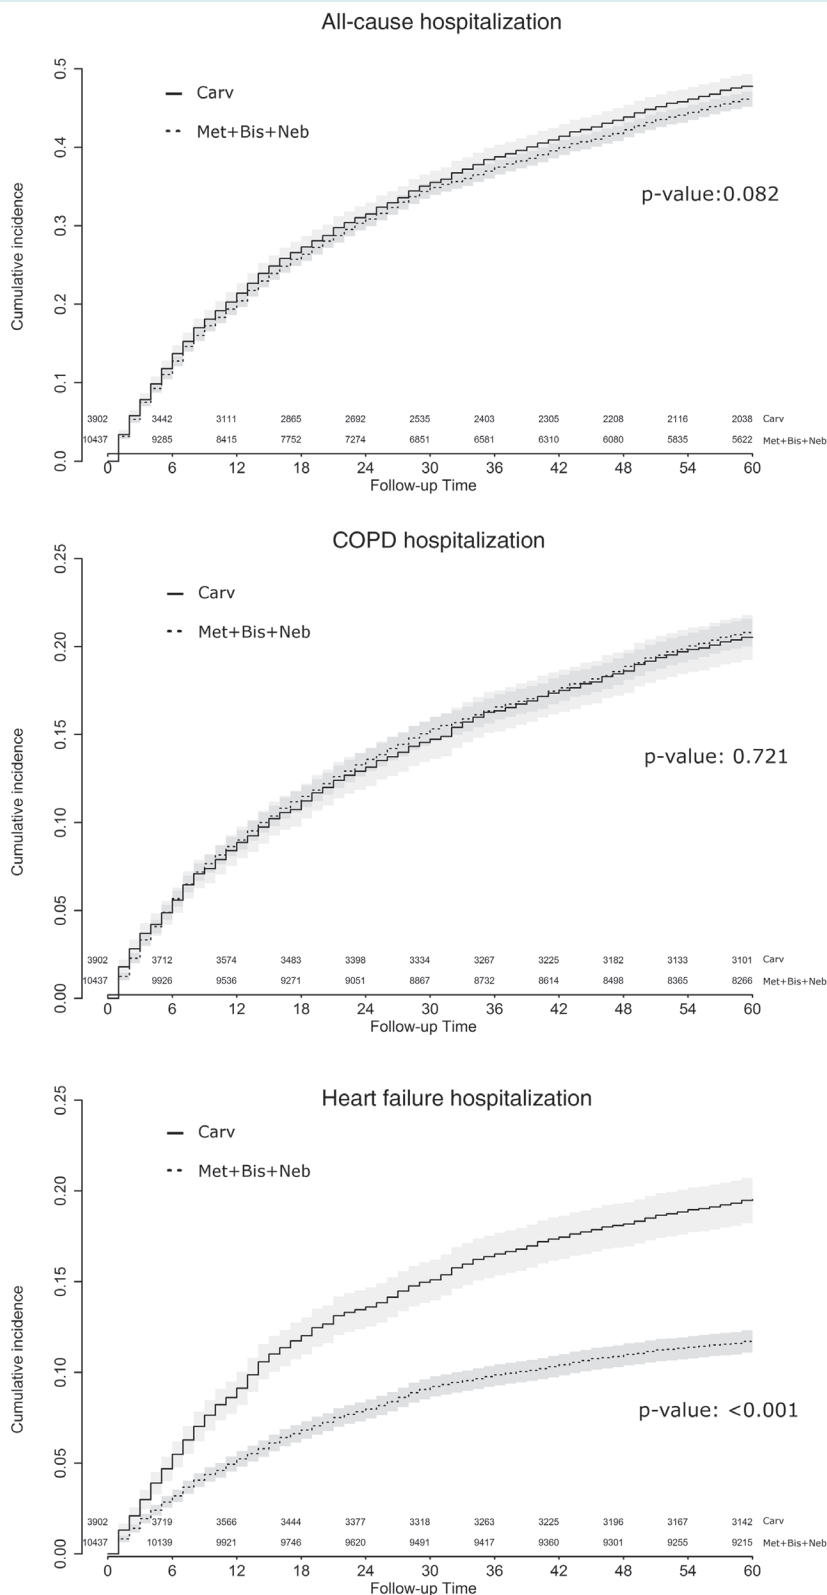 All-cause hospitalization
0.5
Carv
Met+Bis+Neb
0.4
p-value:0.082
0.3
Cumulative incidence
0.2
0.1
3902 3442 3111 2865 2692 2535 2403 2305 2208 2116 2038 Carv
10437 9285 8415 7752 7274 6851 6581 6310 6080 5835 5622 Met+Bis+Neb
0.0
0 6 12 18 24 30 36 42 48 54 60
Follow-up Time
COPD hospitalization
0.25
Carv
Met+Bis+Neb
0.20
0.15
p-value: 0.721
Cumulative incidence
0.10
0.05
3902 3712 3574 3483 3398 3334 3267 3225 3182 3133 3101 Carv
10437 9926 9536 9271 9051 8867 8732 8614 8498 8365 8266 Met+Bis+Neb
0.00
0 6 12 18 24 30 36 42 48 54 60
Follow-up Time
Heart failure hospitalization
0.25
Carv
Met+Bis+Neb
0.20
0.15
Cumulative incidence
0.10
p-value: <0.001
0.05
3902 3719 3566 3444 3377 3318 3263 3225 3196 3167 3142 Carv
10437 10139 9921 9746 9620 9491 9417 9360 9301 9255 9215 Met+Bis+Neb
0.00
0 6 12 18 24 30 36 42 48 54 60
Follow-up Time